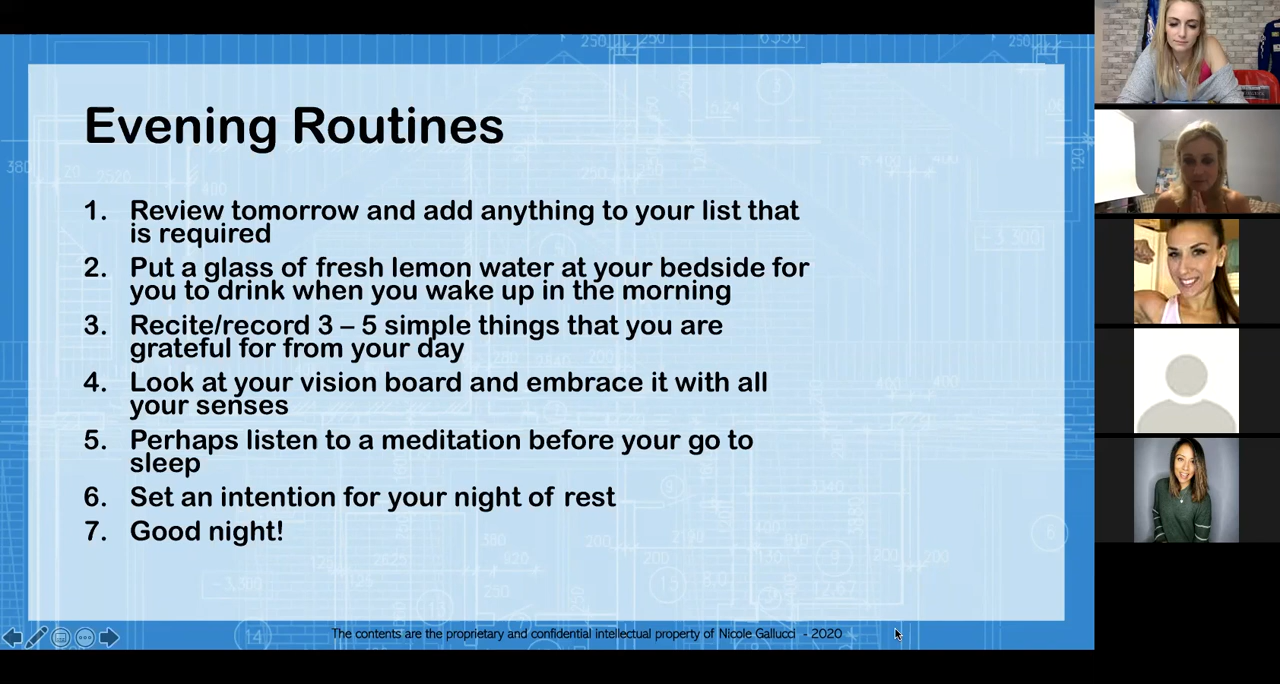 Evening Routines
1. Review tomorrow and add anything to your list that
is required
2. Put a glass of fresh lemon water at your bedside for
you to drink when you wake up in the morning
3. Recite/record 3 – 5 simple things that you are
grateful for from your day
4. Look at your vision board and embrace it with all
your senses
5. Perhaps listen to a meditation before your go to
sleep
6. Set an intention for your night of rest
7. Good night!
The contents are the proprietary and confidential intellectual property of Nicole Gallucci - 2020